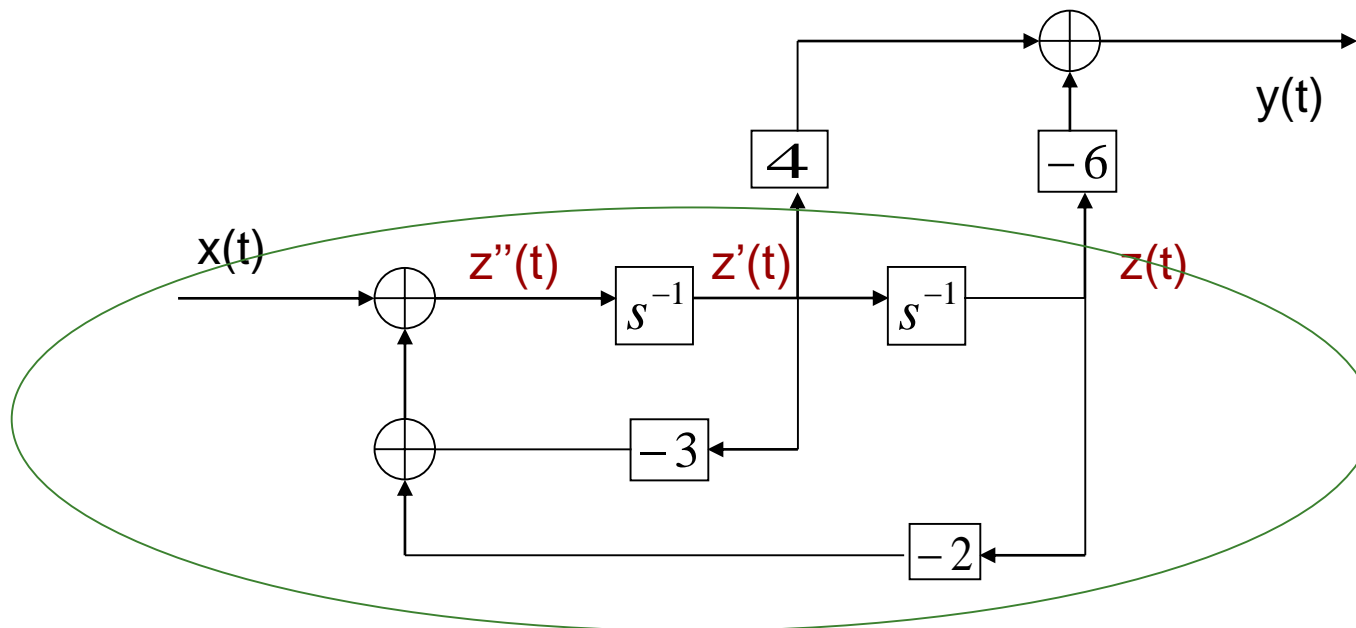 y(t)
4
− 6
x(t)
z’’(t)
z’(t)
z(t)
s⁻¹
s⁻¹
− 3
− 2